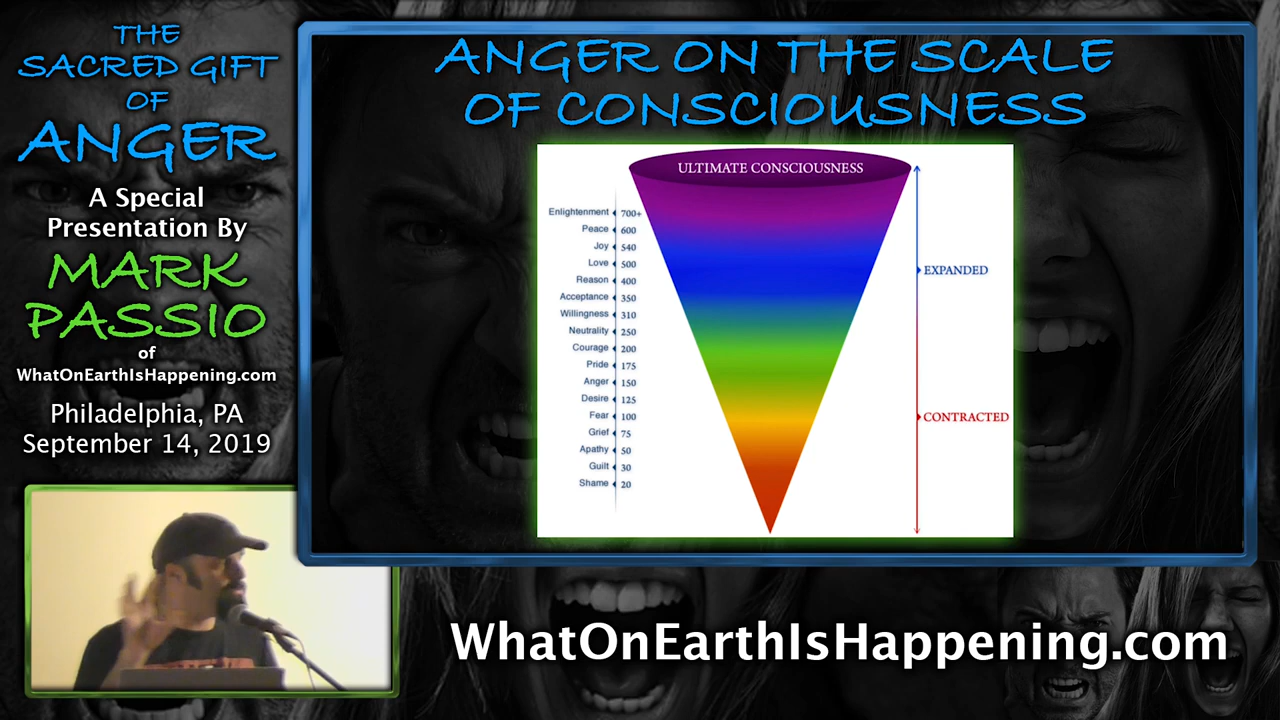 THE
SACRED GIFT
OF
ANGER
A Special
Presentation By
MARK
PASSIO
of
WhatOnEarthIsHappening.com
Philadelphia, PA
September 14, 2019
ANGER ON THE SCALE
OF CONSCIOUSNESS
ULTIMATE CONSCIOUSNESS
Enlightenment 700+
Peace 600
Joy 540
Love 500
Reason 400
Acceptance 350
Willingness 310
Neutrality 250
Courage 200
Pride 175
Anger 150
Desire 125
Fear 100
Grief 75
Apathy 50
Guilt 30
Shame 20
EXPANDED
CONTRACTED
WhatOnEarthIsHappening.com